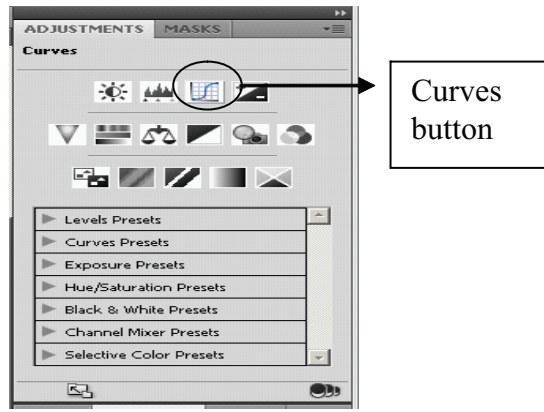 ADJUSTMENTS MASKS
Curves
Curves
button
Levels Presets
Curves Presets
Exposure Presets
Hue/Saturation Presets
Black & White Presets
Channel Mixer Presets
Selective Color Presets